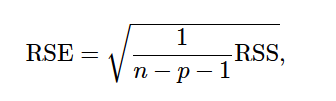 RSE = √(1/(n − p − 1) RSS),